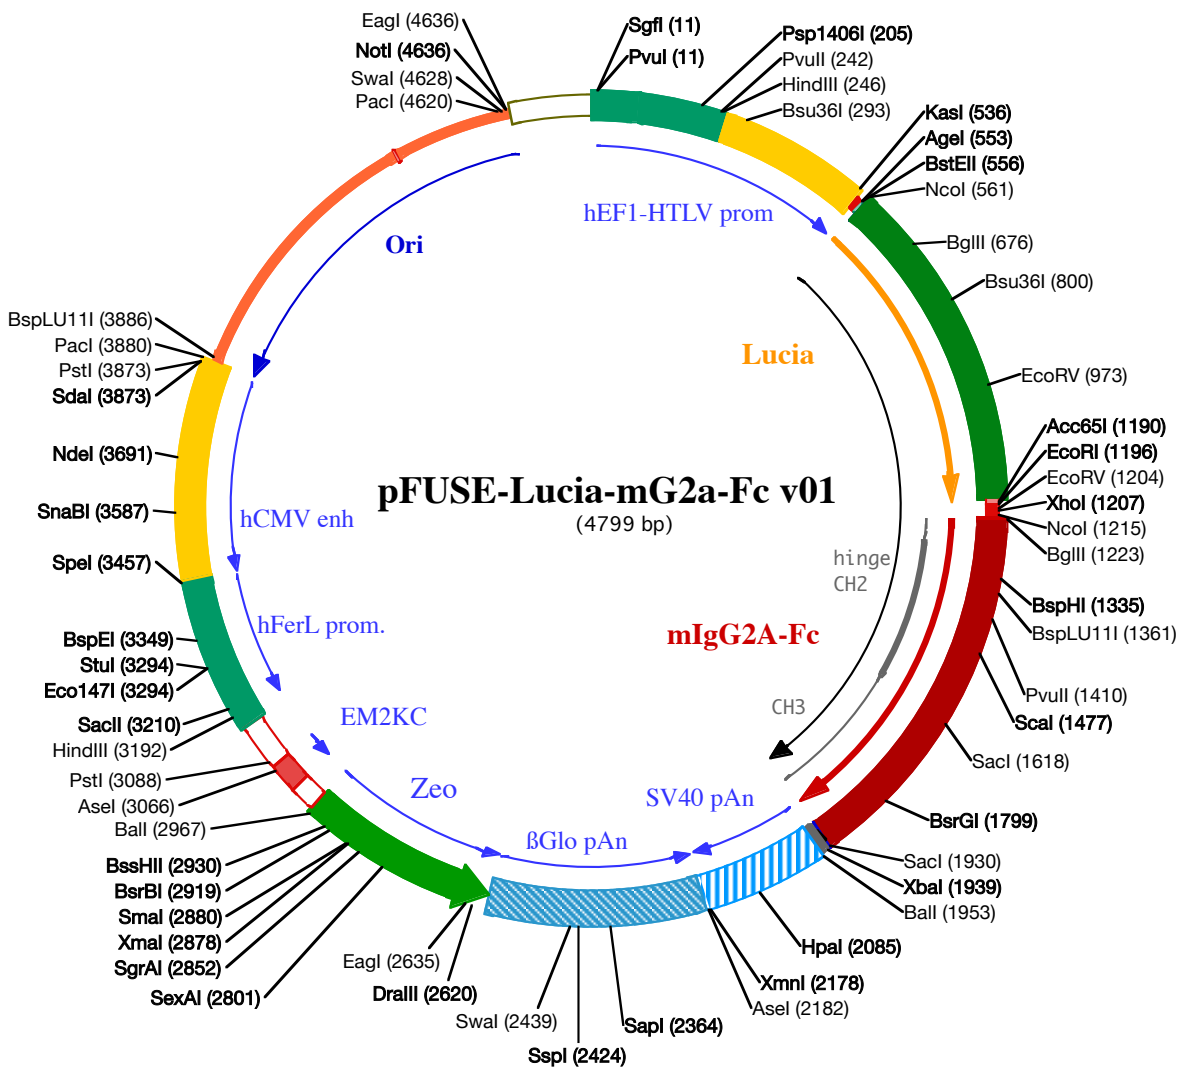 EagI (4636)
NotI (4636)
SwaI (4628)
PacI (4620)
SgfI (11)
PvuI (11)
Psp1406I (205)
PvuII (242)
HindIII (246)
Bsu36I (293)
KasI (536)
AgeI (553)
BstEII (556)
NcoI (561)
BglII (676)
Bsu36I (800)
EcoRV (973)
Acc65I (1190)
EcoRI (1196)
EcoRV (1204)
XhoI (1207)
NcoI (1215)
BglII (1223)
BspHI (1335)
BspLU11I (1361)
PvuII (1410)
ScaI (1477)
SacI (1618)
BsrGI (1799)
SacI (1930)
XbaI (1939)
BalI (1953)
HpaI (2085)
XmnI (2178)
AseI (2182)
SapI (2364)
SspI (2424)
SwaI (2439)
DraIII (2620)
EagI (2635)
SexAI (2801)
SgrAI (2852)
XmaI (2878)
SmaI (2880)
BsrBI (2919)
BssHII (2930)
BalI (2967)
AseI (3066)
PstI (3088)
HindIII (3192)
SacII (3210)
Eco147I (3294)
StuI (3294)
BspEI (3349)
SpeI (3457)
SnaBI (3587)
NdeI (3691)
SdaI (3873)
PstI (3873)
PacI (3880)
BspLU11I (3886)
hEF1-HTLV prom
Ori
Lucia
pFUSE-Lucia-mG2a-Fc v01
(4799 bp)
hCMV enh
hinge
CH2
hFerL prom.
mIgG2A-Fc
CH3
EM2KC
Zeo
SV40 pAn
ßGlo pAn